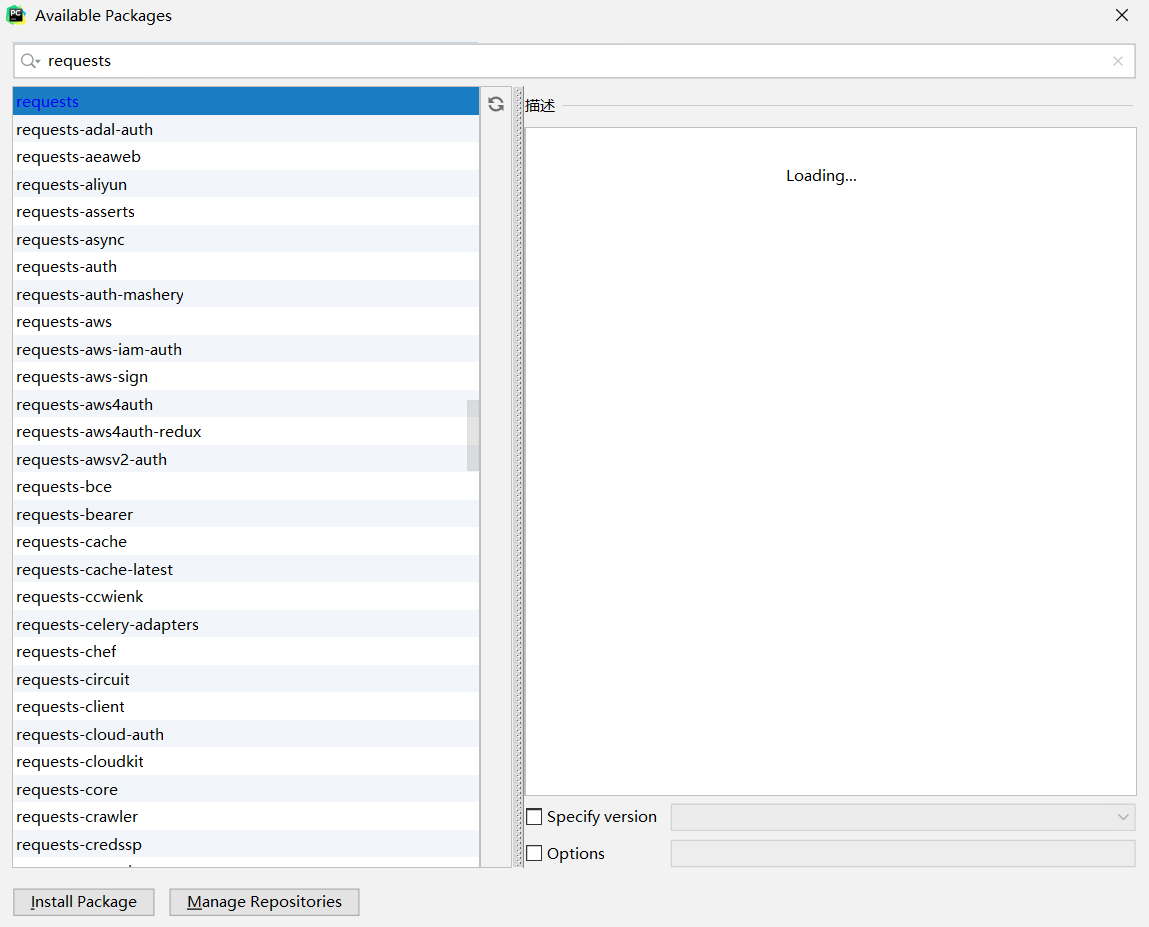 Available Packages
requests
requests
requests-adal-auth
requests-aeaweb
requests-aliyun
requests-asserts
requests-async
requests-auth
requests-auth-mashery
requests-aws
requests-aws-iam-auth
requests-aws-sign
requests-aws4auth
requests-aws4auth-redux
requests-awsv2-auth
requests-bce
requests-bearer
requests-cache
requests-cache-latest
requests-ccwienk
requests-celery-adapters
requests-chef
requests-circuit
requests-client
requests-cloud-auth
requests-cloudkit
requests-core
requests-crawler
requests-credssp
描述
Loading...
Specify version
Options
Install Package
Manage Repositories